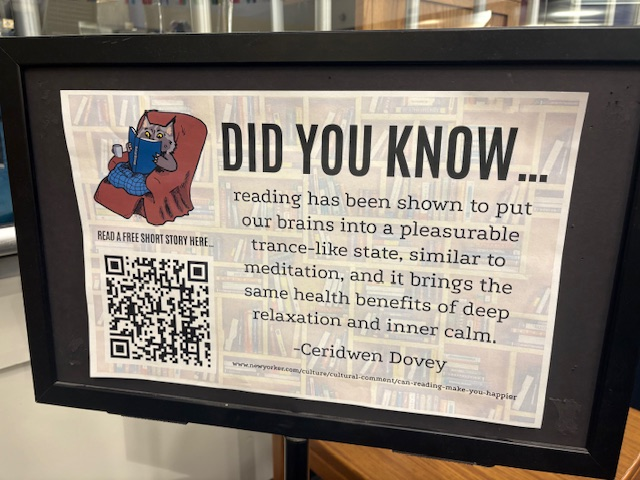 DID YOU KNOW...
reading has been shown to put
our brains into a pleasurable
trance-like state, similar to
meditation, and it brings the
same health benefits of deep
relaxation and inner calm.
-Ceridwen Dovey
www.newyorker.com/culture/cultural-comment/can-reading-make-you-happier
READ A FREE SHORT STORY HERE...